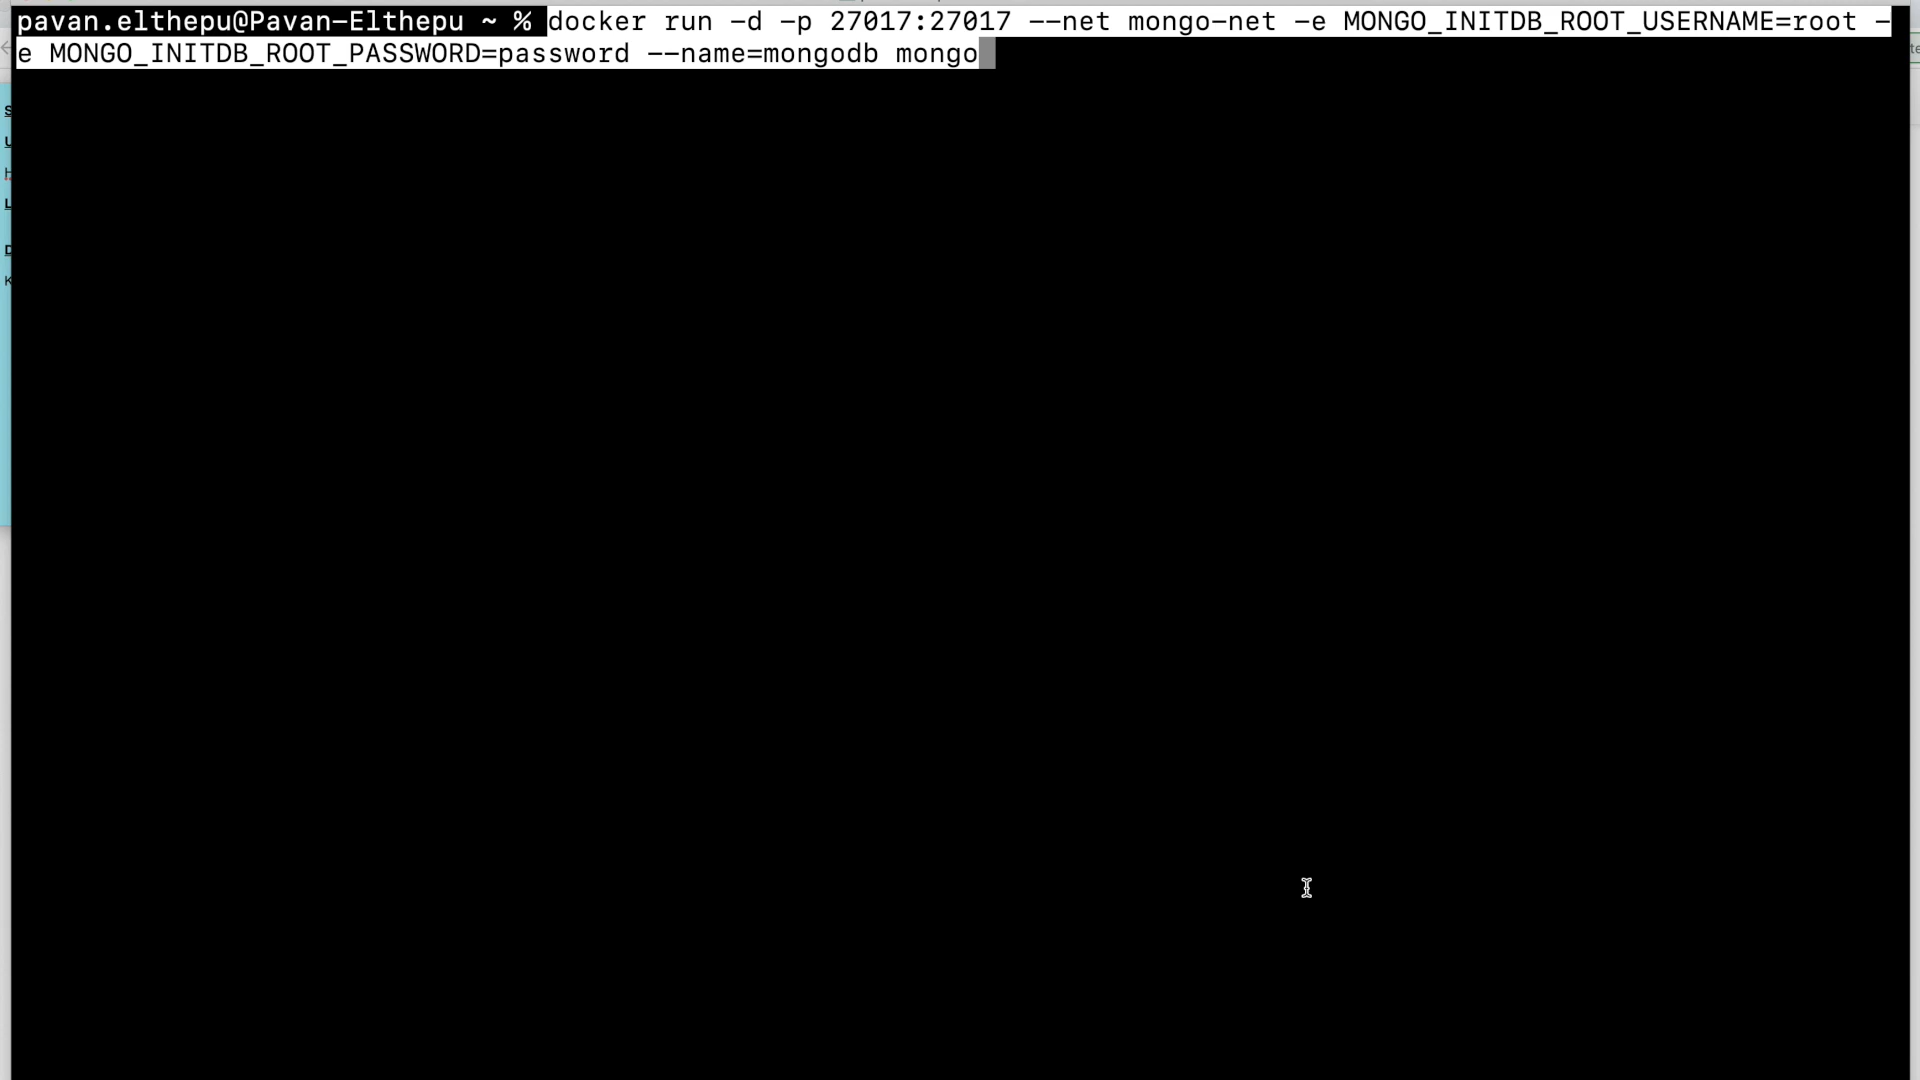 pavan.elthepu@Pavan-Elthepu ~ % docker run -d -p 27017:27017 --net mongo-net -e MONGO_INITDB_ROOT_USERNAME=root -
e MONGO_INITDB_ROOT_PASSWORD=password --name=mongodb mongo